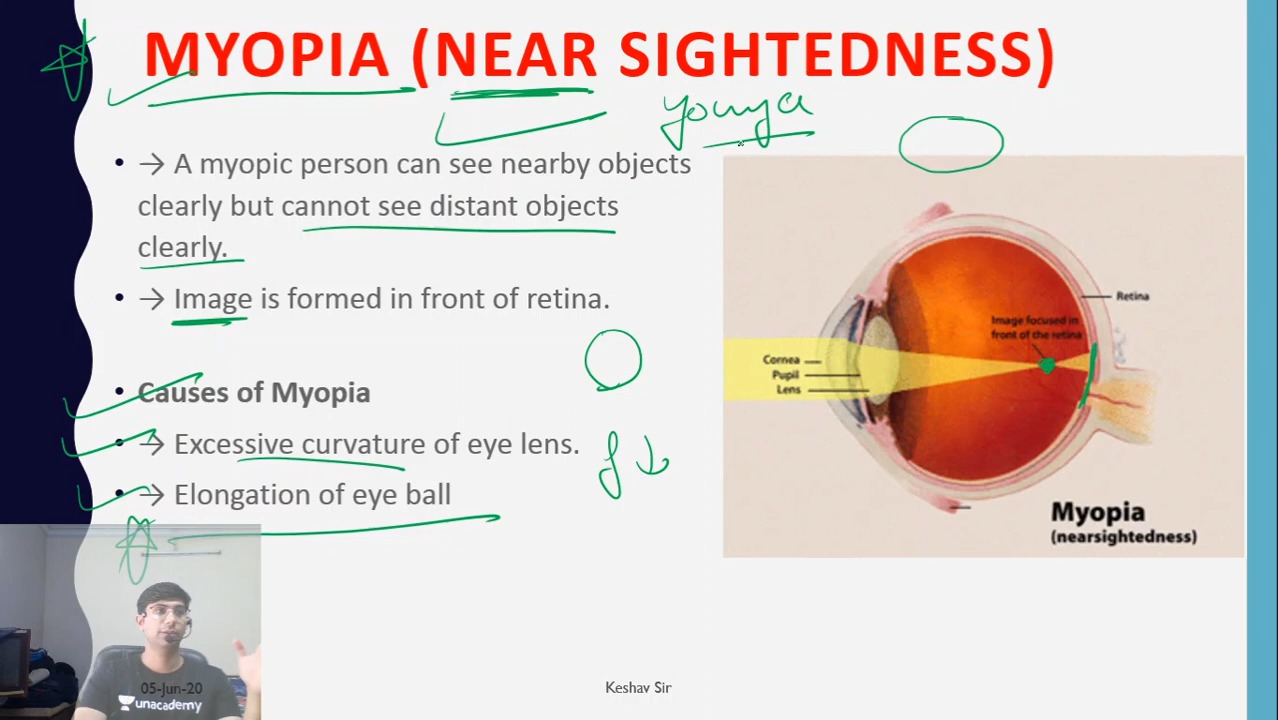 MYOPIA (NEAR SIGHTEDNESS)
• → A myopic person can see nearby objects
clearly but cannot see distant objects
clearly.
• → Image is formed in front of retina.
• Causes of Myopia
• → Excessive curvature of eye lens.
• → Elongation of eye ball
f ↓
Retina
Image focused in
front of the retina
Cornea
Pupil
Lens
Myopia
(nearsightedness)
05-Jun-20
unacademy
Keshav Sir